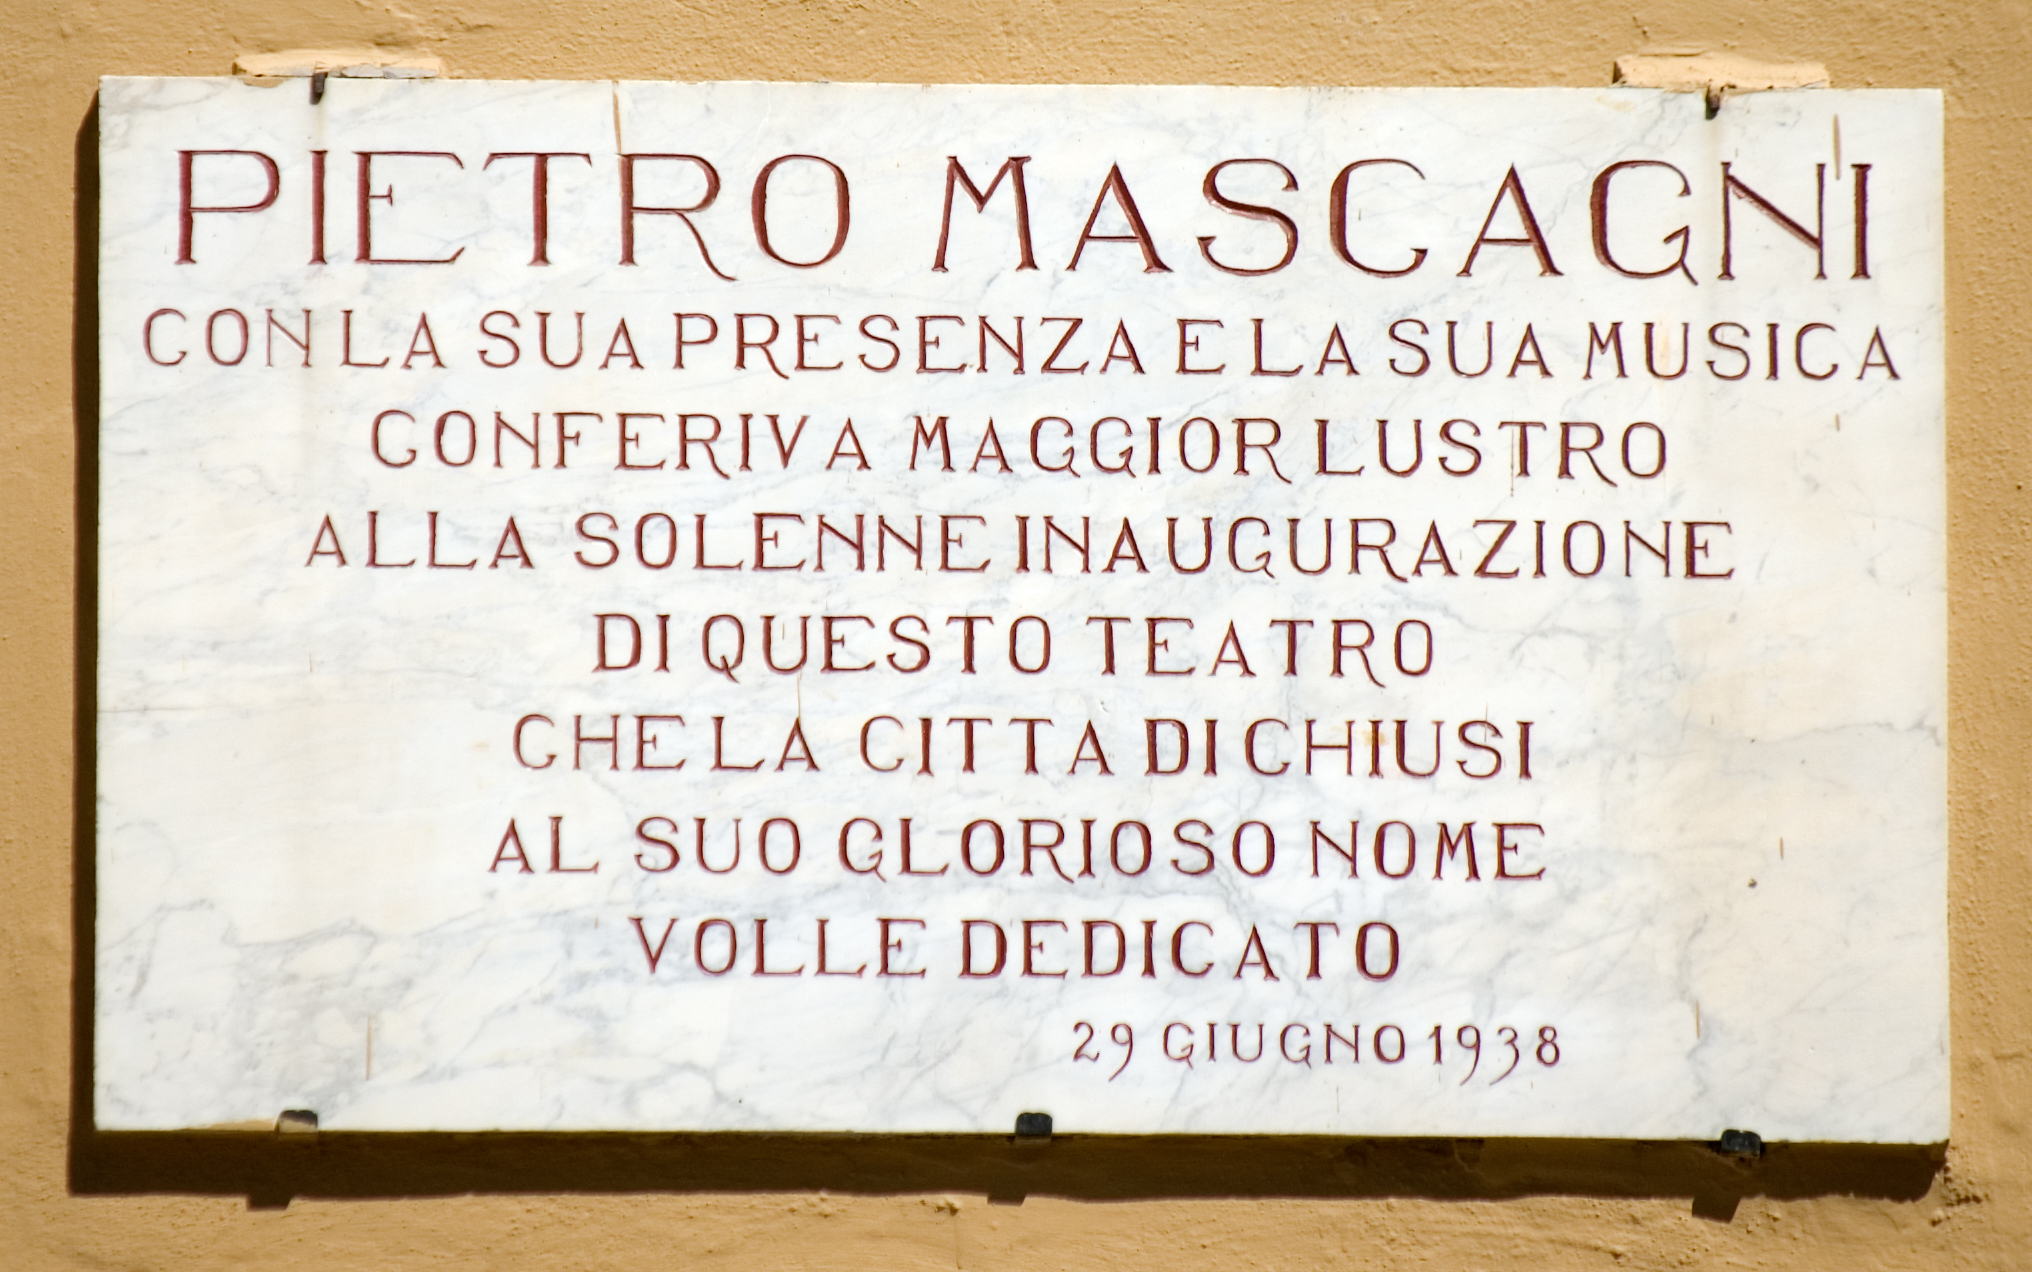 PIETRO MASCAGNI
CON LA SUA PRESENZA E LA SUA MUSICA
CONFERIVA MAGGIOR LUSTRO
ALLA SOLENNE INAUGURAZIONE
DI QUESTO TEATRO
CHE LA CITTA DI CHIUSI
AL SUO GLORIOSO NOME
VOLLE DEDICATO
29 GIUGNO 1938